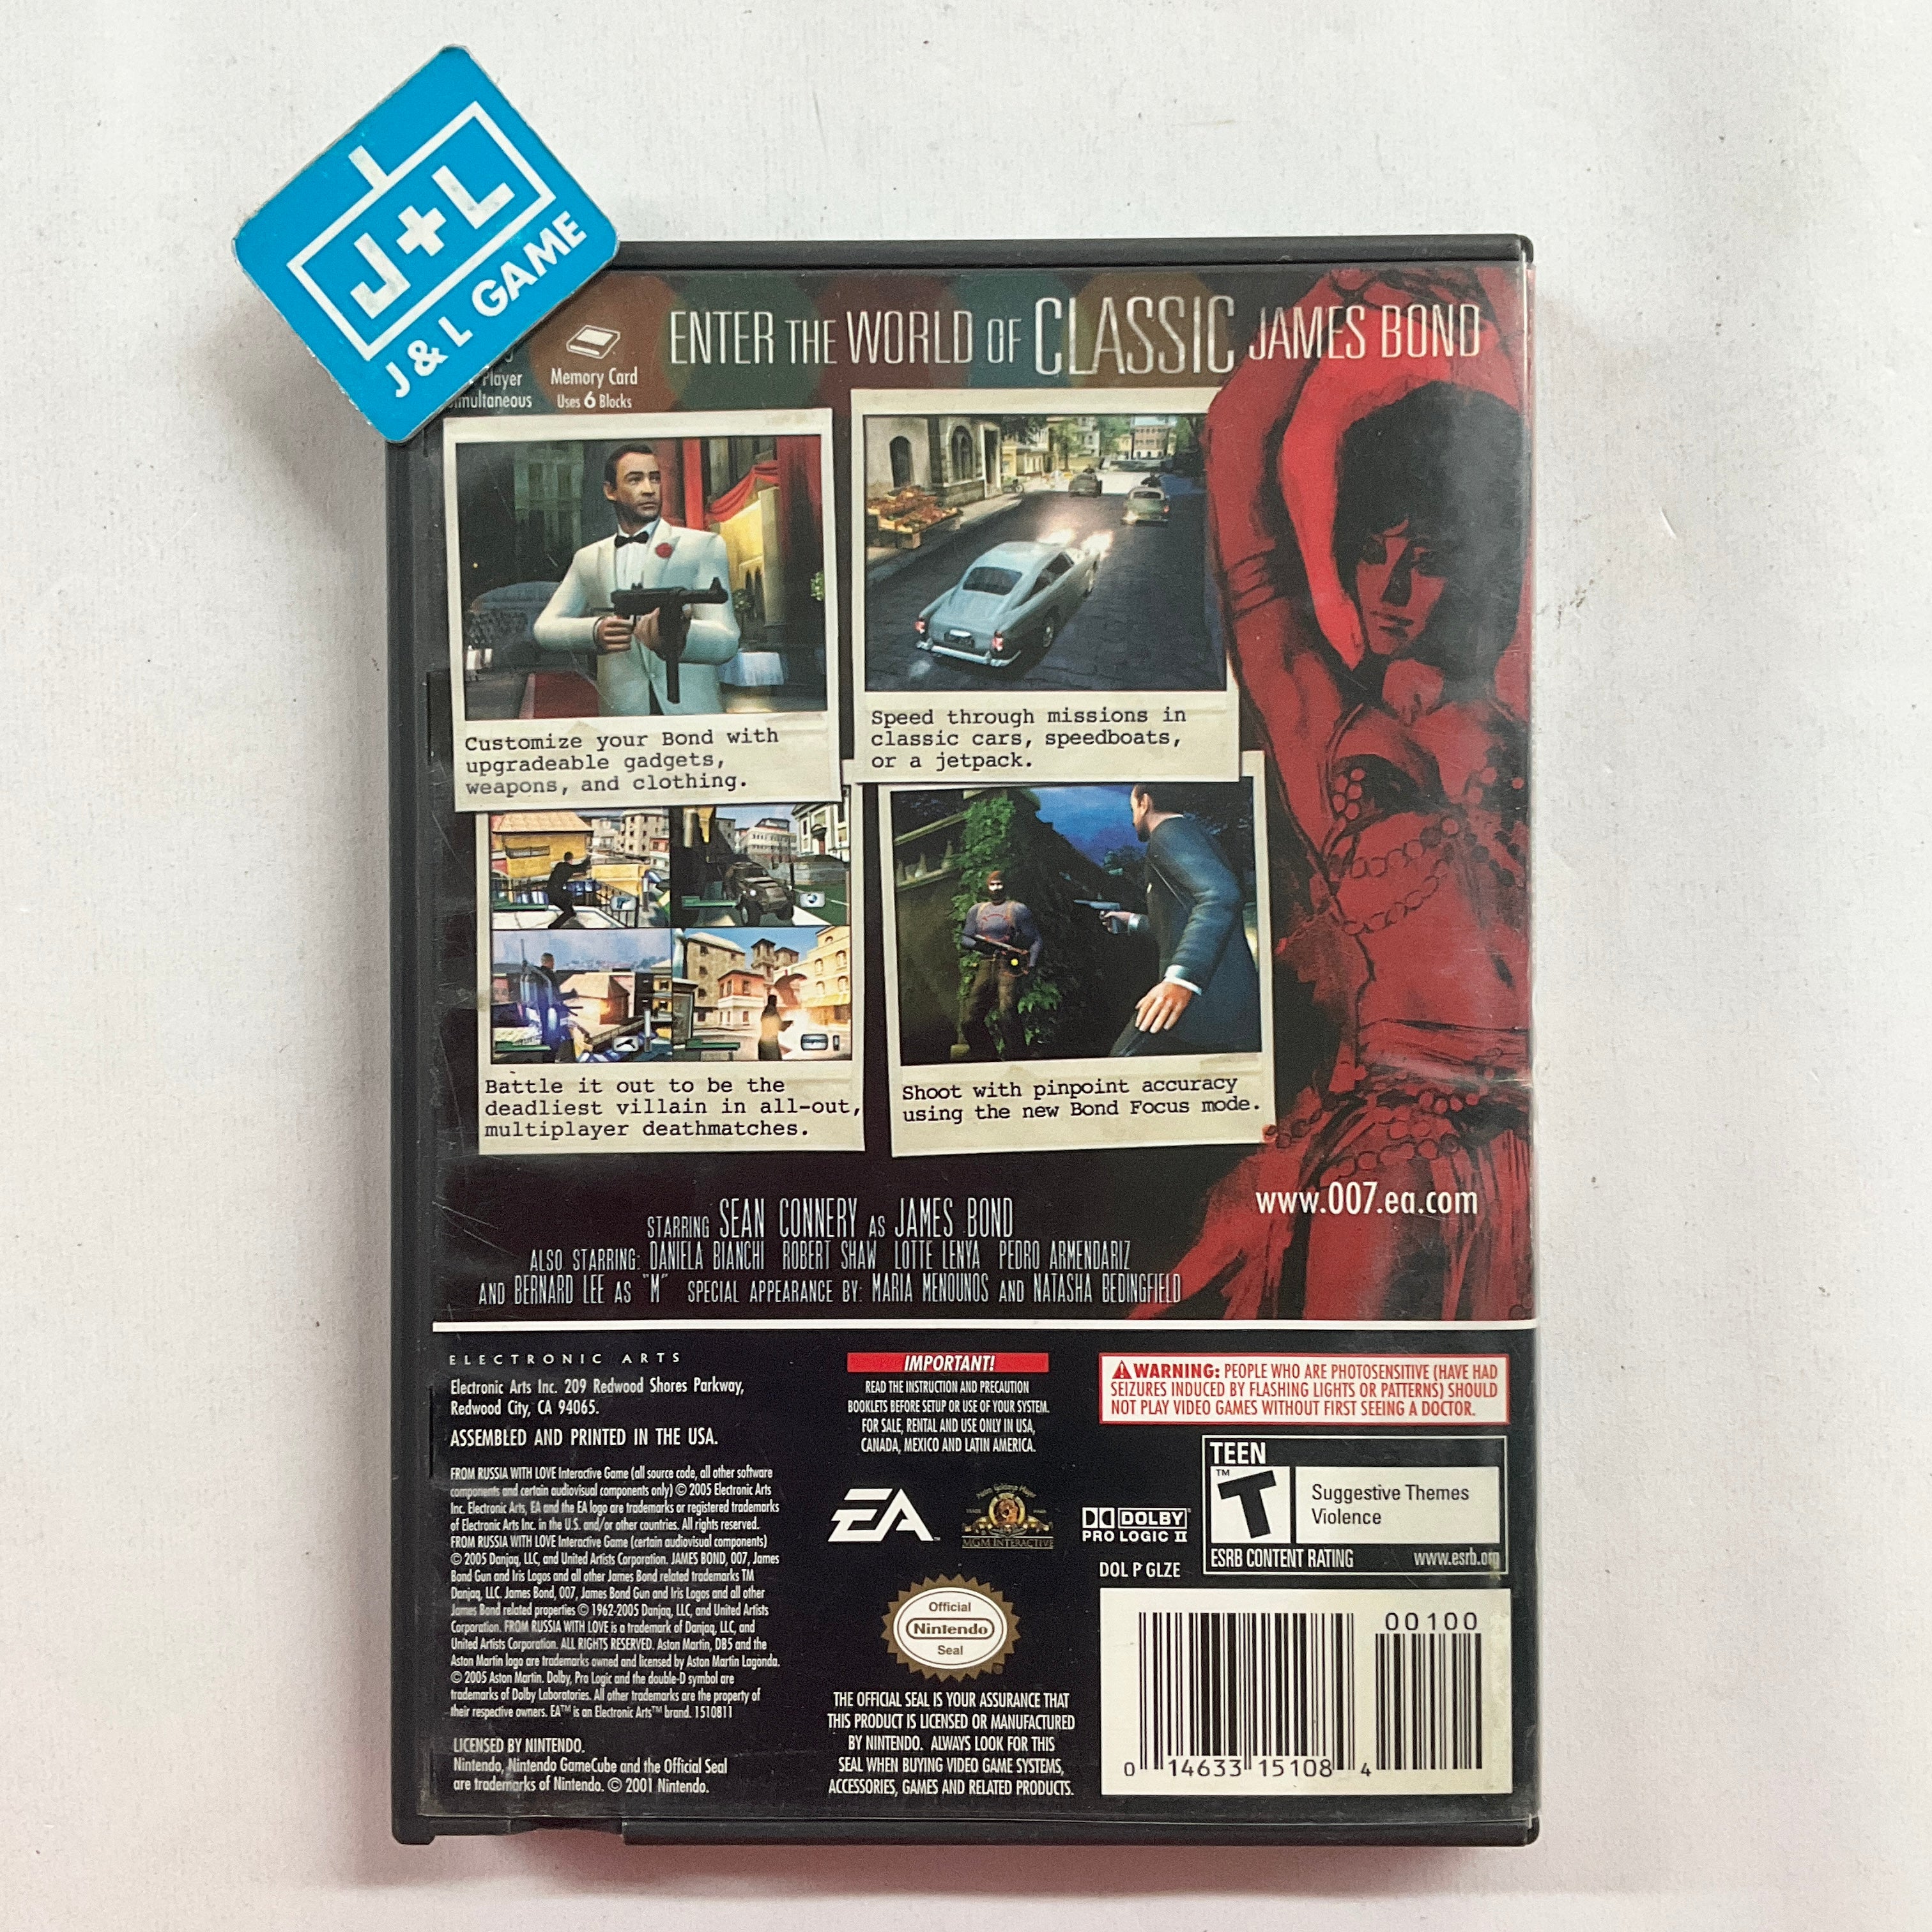 J+L
J&L GAME
Player
Simultaneous
Memory Card
Uses 6 Blocks
ENTER THE WORLD OF CLASSIC JAMES BOND
Customize your Bond with
upgradeable gadgets,
weapons, and clothing.
Speed through missions in
classic cars, speedboats,
or a jetpack.
Battle it out to be the
deadliest villain in all-out,
multiplayer deathmatches.
Shoot with pinpoint accuracy
using the new Bond Focus mode.
www.007.ea.com
STARRING SEAN CONNERY AS JAMES BOND
ALSO STARRING: DANIELA BIANCHI ROBERT SHAW LOTTE LENYA PEDRO ARMENDARIZ
AND BERNARD LEE AS "M" SPECIAL APPEARANCE BY: MARIA MENOUNOS AND NATASHA BEDINGFIELD
ELECTRONIC ARTS
Electronic Arts Inc. 209 Redwood Shores Parkway,
Redwood City, CA 94065.
ASSEMBLED AND PRINTED IN THE USA.
FROM RUSSIA WITH LOVE Interactive Game (all source code, all other software
components and certain audiovisual components only) © 2005 Electronic Arts
Inc. Electronic Arts, EA and the EA logo are trademarks or registered trademarks
of Electronic Arts Inc. in the U.S. and/or other countries. All rights reserved.
FROM RUSSIA WITH LOVE Interactive Game (certain audiovisual components)
© 2005 Danjaq, LLC, and United Artists Corporation. JAMES BOND, 007, James
Bond Gun and Iris Logos and all other James Bond related trademarks TM
Danjaq, LLC. James Bond, 007, James Bond Gun and Iris Logos and all other
James Bond related properties © 1962-2005 Danjaq, LLC, and United Artists
Corporation. FROM RUSSIA WITH LOVE is a trademark of Danjaq, LLC, and
United Artists Corporation. ALL RIGHTS RESERVED. Aston Martin, DB5 and the
Aston Martin logo are trademarks owned and licensed by Aston Martin Lagonda.
© 2005 Aston Martin. Dolby, Pro Logic and the double-D symbol are
trademarks of Dolby Laboratories. All other trademarks are the property of
their respective owners. EA™ is an Electronic Arts™ brand. 1510811
LICENSED BY NINTENDO.
Nintendo, Nintendo GameCube and the Official Seal
are trademarks of Nintendo. © 2001 Nintendo.
IMPORTANT!
READ THE INSTRUCTION AND PRECAUTION
BOOKLETS BEFORE SETUP OR USE OF YOUR SYSTEM.
FOR SALE, RENTAL AND USE ONLY IN USA,
CANADA, MEXICO AND LATIN AMERICA.
EA™
MGM INTERACTIVE
DOLBY
PRO LOGIC II
DOL P GLZE
Official
Nintendo
Seal
THE OFFICIAL SEAL IS YOUR ASSURANCE THAT
THIS PRODUCT IS LICENSED OR MANUFACTURED
BY NINTENDO. ALWAYS LOOK FOR THIS
SEAL WHEN BUYING VIDEO GAME SYSTEMS,
ACCESSORIES, GAMES AND RELATED PRODUCTS.
WARNING: PEOPLE WHO ARE PHOTOSENSITIVE (HAVE HAD
SEIZURES INDUCED BY FLASHING LIGHTS OR PATTERNS) SHOULD
NOT PLAY VIDEO GAMES WITHOUT FIRST SEEING A DOCTOR.
TEEN
T™
Suggestive Themes
Violence
ESRB CONTENT RATING www.esrb.org
00100
0 14633 15108 4